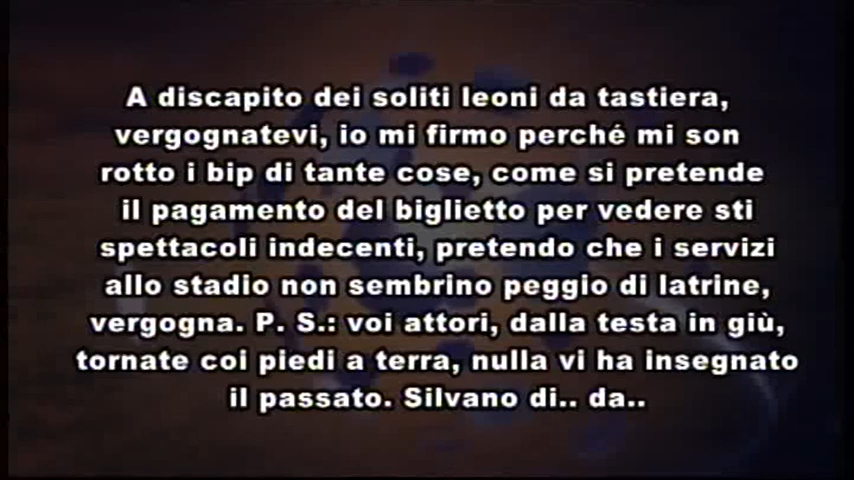 A discapito dei soliti leoni da tastiera,
vergognatevi, io mi firmo perché mi son
rotto i bip di tante cose, come si pretende
il pagamento del biglietto per vedere sti
spettacoli indecenti, pretendo che i servizi
allo stadio non sembrino peggio di latrine,
vergogna. P. S.: voi attori, dalla testa in giù,
tornate coi piedi a terra, nulla vi ha insegnato
il passato. Silvano di.. da..